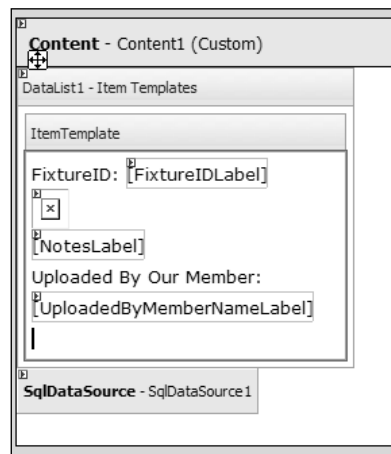 Content - Content1 (Custom)
DataList1 - Item Templates
ItemTemplate
FixtureID: [FixtureIDLabel]
[NotesLabel]
Uploaded By Our Member:
[UploadedByMemberNameLabel]
SqlDataSource - SqlDataSource1